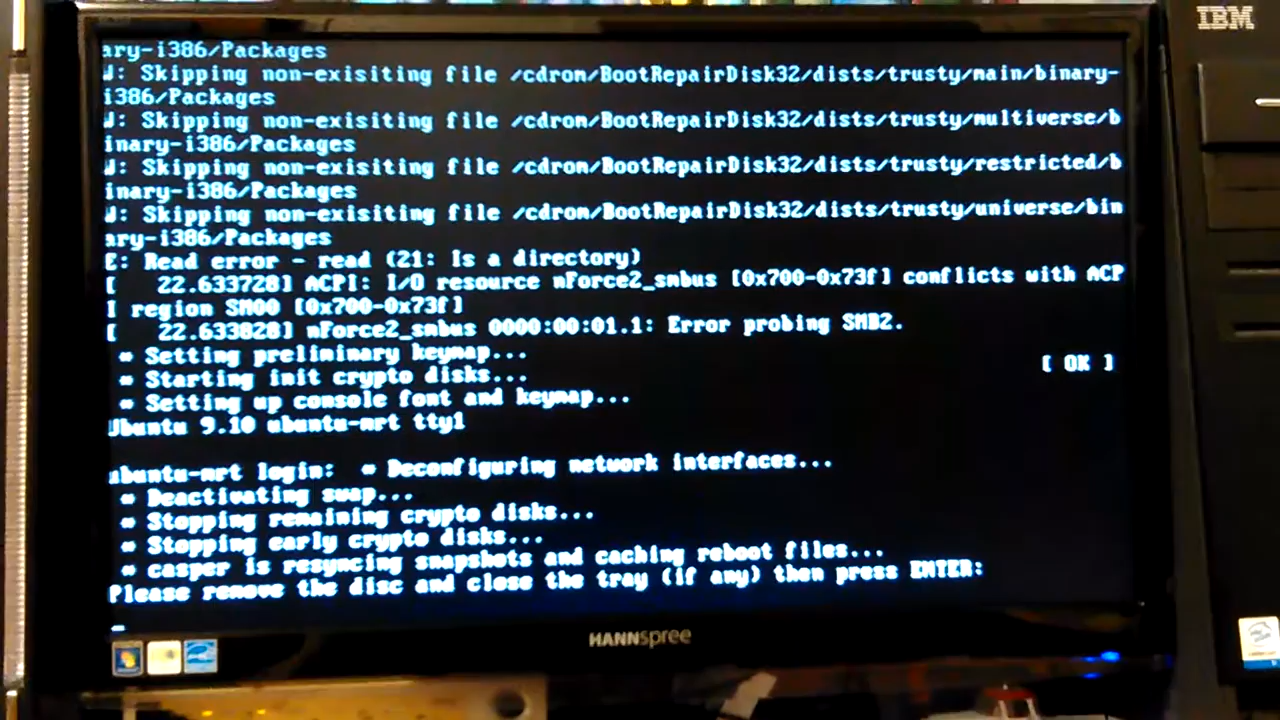 ary-i386/Packages
W: Skipping non-exisiting file /cdrom/BootRepairDisk32/dists/trusty/main/binary-
i386/Packages
W: Skipping non-exisiting file /cdrom/BootRepairDisk32/dists/trusty/multiverse/b
inary-i386/Packages
W: Skipping non-exisiting file /cdrom/BootRepairDisk32/dists/trusty/restricted/b
inary-i386/Packages
W: Skipping non-exisiting file /cdrom/BootRepairDisk32/dists/trusty/universe/bin
ary-i386/Packages
E: Read error - read (21: Is a directory)
[   22.633728] ACPI: I/O resource nForce2_smbus [0x700-0x73f] conflicts with ACP
I region SM00 [0x700-0x73f]
[   22.633828] nForce2_smbus 0000:00:01.1: Error probing SMB2.
* Setting preliminary keymap...
* Starting init crypto disks... [ OK ]
* Setting up console font and keymap...
Ubuntu 9.10 ubuntu-mrt tty1
ubuntu-mrt login:  * Deconfiguring network interfaces...
* Deactivating swap...
* Stopping remaining crypto disks...
* Stopping early crypto disks...
* casper is resyncing snapshots and caching reboot files...
Please remove the disc and close the tray (if any) then press ENTER:
HANNspree
IBM